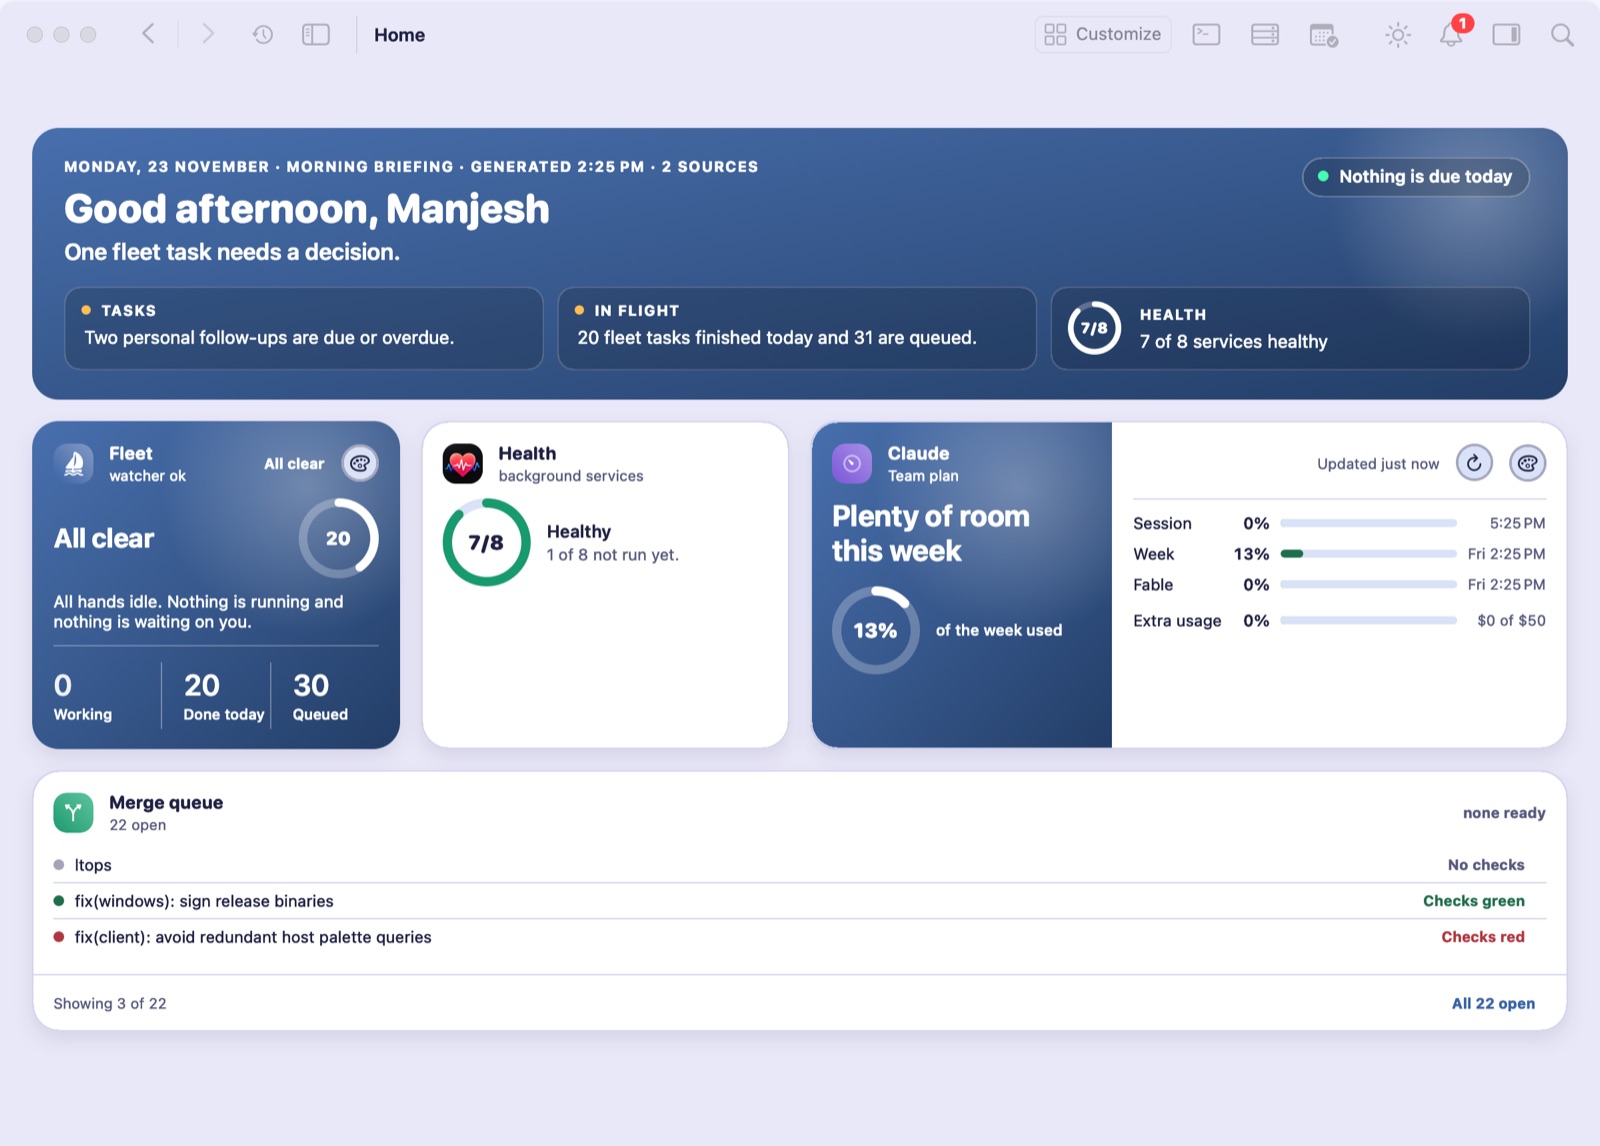 Home
Customize
1
MONDAY, 23 NOVEMBER · MORNING BRIEFING · GENERATED 2:25 PM · 2 SOURCES
Nothing is due today
Good afternoon, Manjesh
One fleet task needs a decision.
TASKS
Two personal follow-ups are due or overdue.
IN FLIGHT
20 fleet tasks finished today and 31 are queued.
7/8
HEALTH
7 of 8 services healthy
Fleet
watcher ok
All clear
All clear
20
All hands idle. Nothing is running and
nothing is waiting on you.
0
Working
20
Done today
30
Queued
Health
background services
7/8
Healthy
1 of 8 not run yet.
Claude
Team plan
Plenty of room
this week
13%
of the week used
Updated just now
Session 0% 5:25 PM
Week 13% Fri 2:25 PM
Fable 0% Fri 2:25 PM
Extra usage 0% $0 of $50
Merge queue
22 open
none ready
ltops No checks
fix(windows): sign release binaries Checks green
fix(client): avoid redundant host palette queries Checks red
Showing 3 of 22
All 22 open